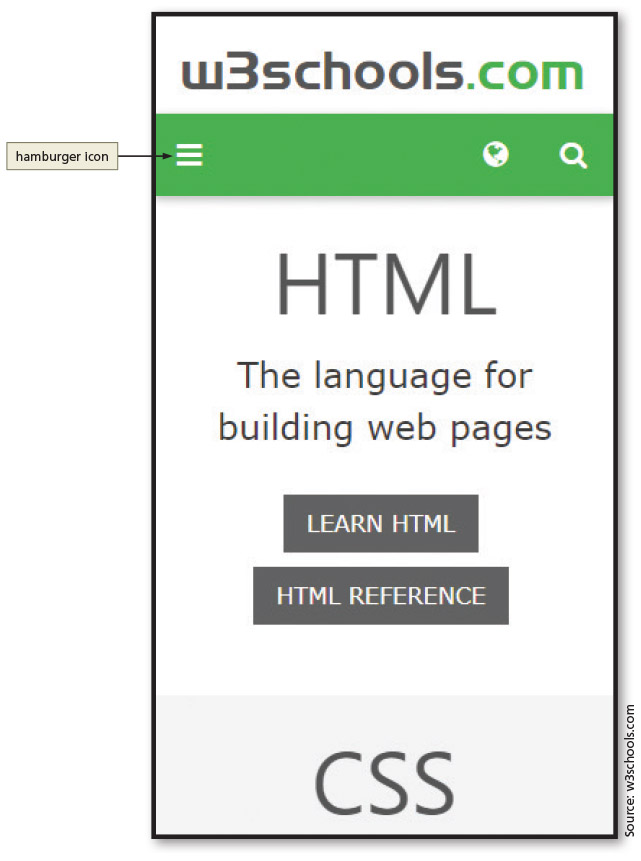 w3schools.com
hamburger icon
HTML
The language for
building web pages
LEARN HTML
HTML REFERENCE
CSS
Source: w3schools.com